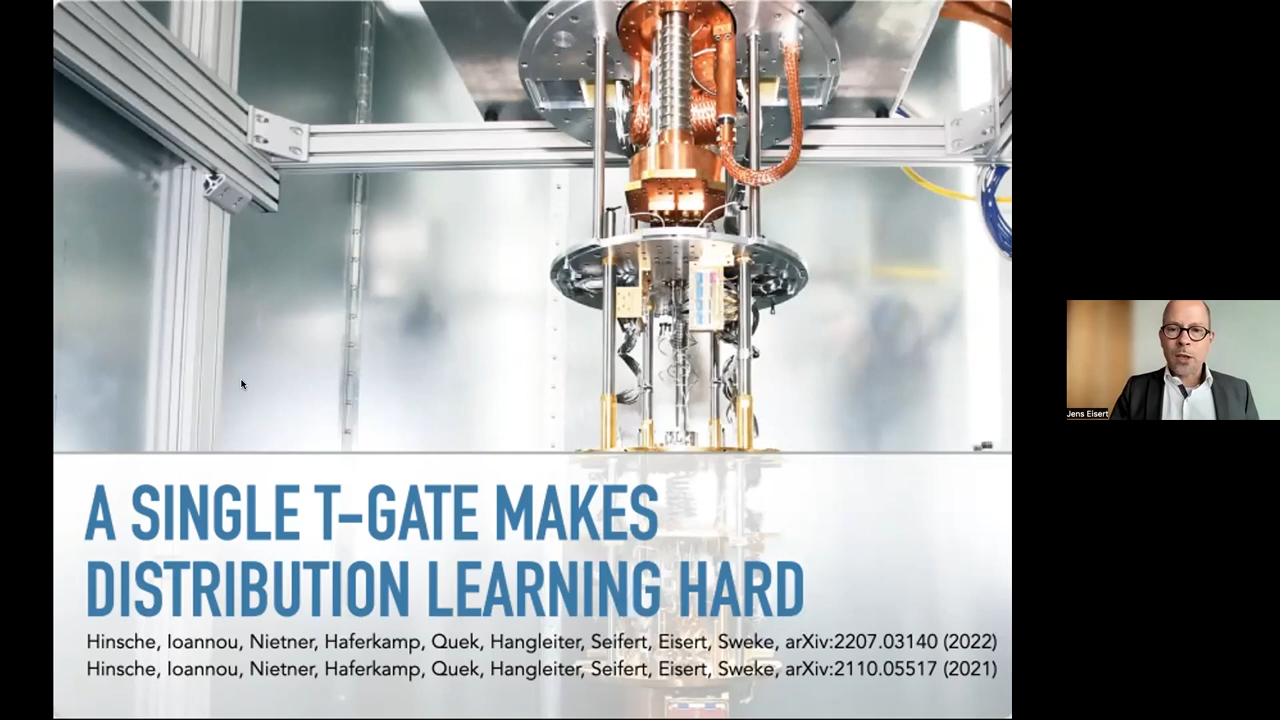 A SINGLE T-GATE MAKES
DISTRIBUTION LEARNING HARD
Hinsche, Ioannou, Nietner, Haferkamp, Quek, Hangleiter, Seifert, Eisert, Sweke, arXiv:2207.03140 (2022)
Hinsche, Ioannou, Nietner, Haferkamp, Quek, Hangleiter, Seifert, Eisert, Sweke, arXiv:2110.05517 (2021)
Jens Eisert